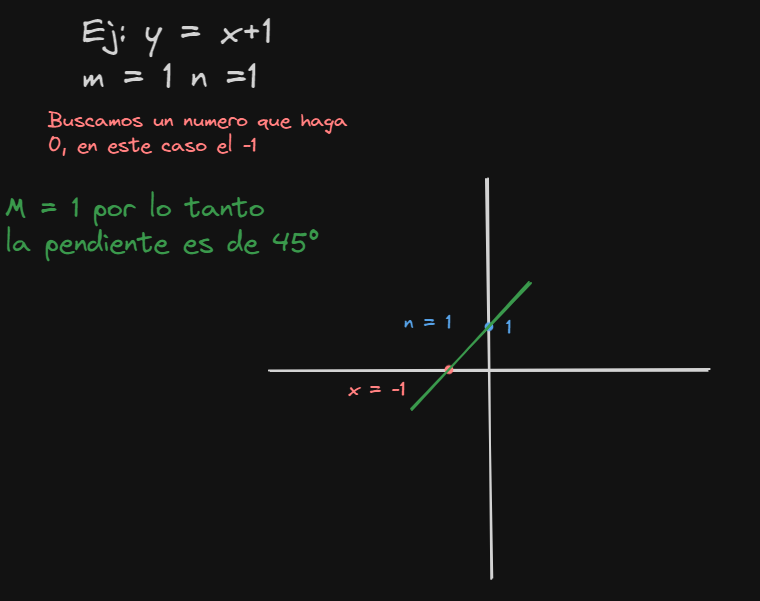 Ej: y = x+1
m = 1 n =1
Buscamos un numero que haga
0, en este caso el -1
M = 1 por lo tanto
la pendiente es de 45°
n = 1
1
x = -1